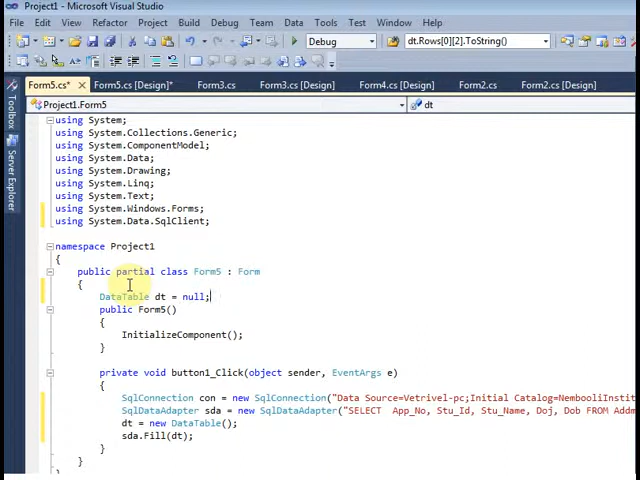 Project1 - Microsoft Visual Studio
File Edit View Refactor Project Build Debug Team Data Tools Test Window Help
Debug dt.Rows[0][2].ToString()
Form5.cs* Form5.cs [Design]* Form3.cs Form3.cs [Design] Form4.cs [Design] Form2.cs Form2.cs [Design]
Toolbox
Server Explorer
Project1.Form5 dt
using System;
using System.Collections.Generic;
using System.ComponentModel;
using System.Data;
using System.Drawing;
using System.Linq;
using System.Text;
using System.Windows.Forms;
using System.Data.SqlClient;
namespace Project1
{
public partial class Form5 : Form
{
DataTable dt = null;
public Form5()
{
InitializeComponent();
}
private void button1_Click(object sender, EventArgs e)
{
SqlConnection con = new SqlConnection("Data Source=Vetrivel-pc;Initial Catalog=NembooliInstit
SqlDataAdapter sda = new SqlDataAdapter("SELECT App_No, Stu_Id, Stu_Name, Doj, Dob FROM Addm
dt = new DataTable();
sda.Fill(dt);
}
}